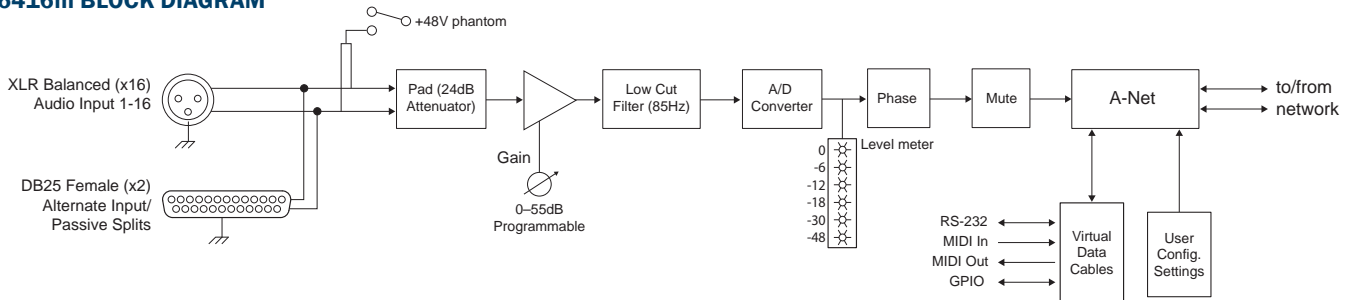 6416m BLOCK DIAGRAM
+48V phantom
XLR Balanced (x16)
Audio Input 1-16
Pad (24dB
Attenuator)
Low Cut
Filter (85Hz)
A/D
Converter
Phase
Mute
A-Net
to/from
network
Gain
0–55dB
Programmable
Level meter
0
-6
-12
-18
-30
-48
DB25 Female (x2)
Alternate Input/
Passive Splits
RS-232
MIDI In
MIDI Out
GPIO
Virtual
Data
Cables
User
Config.
Settings